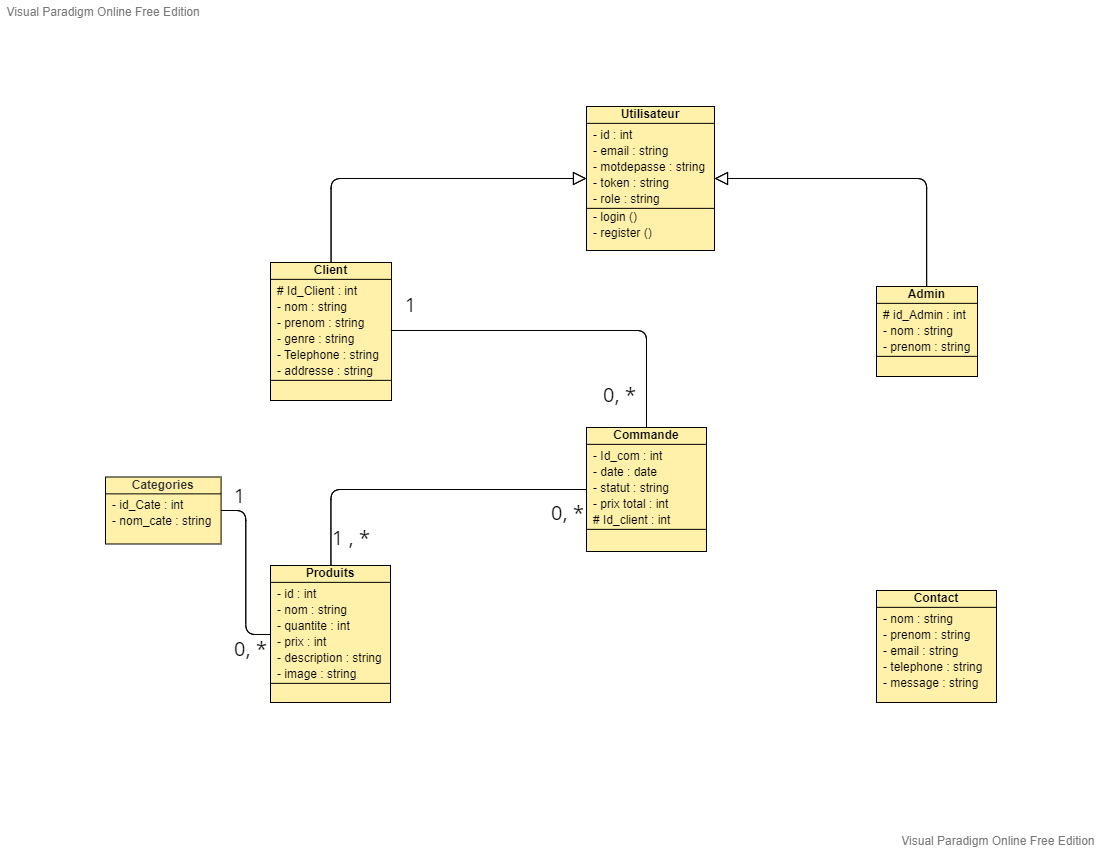 Visual Paradigm Online Free Edition
Utilisateur
- id : int
- email : string
- motdepasse : string
- token : string
- role : string
- login ()
- register ()
Client
# Id_Client : int
- nom : string
- prenom : string
- genre : string
- Telephone : string
- addresse : string
1
0, *
Admin
# id_Admin : int
- nom : string
- prenom : string
Commande
- Id_com : int
- date : date
- statut : string
- prix total : int
# Id_client : int
0, *
1 , *
Categories
- id_Cate : int
- nom_cate : string
1
0, *
Produits
- id : int
- nom : string
- quantite : int
- prix : int
- description : string
- image : string
Contact
- nom : string
- prenom : string
- email : string
- telephone : string
- message : string
Visual Paradigm Online Free Edition